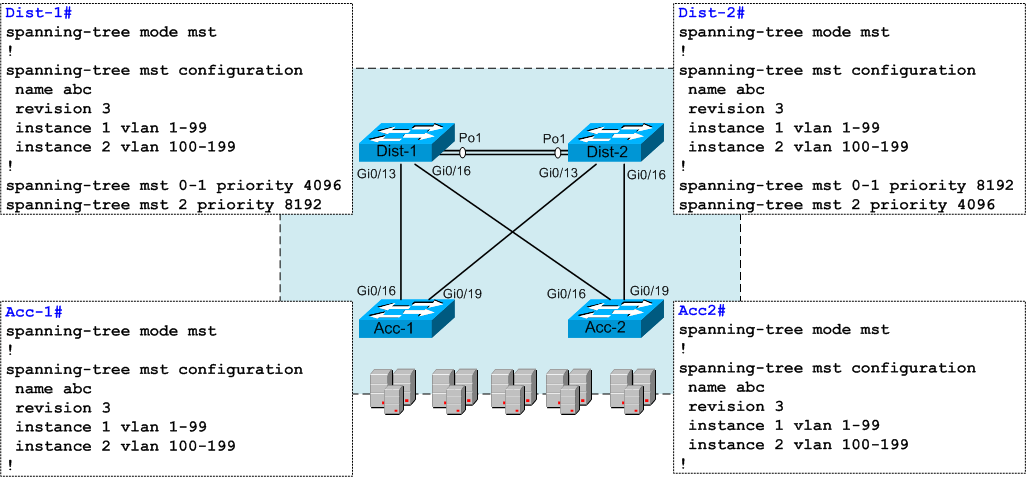 Dist-1#
spanning-tree mode mst
!
spanning-tree mst configuration
name abc
revision 3
instance 1 vlan 1-99
instance 2 vlan 100-199
!
spanning-tree mst 0-1 priority 4096
spanning-tree mst 2 priority 8192
Dist-2#
spanning-tree mode mst
!
spanning-tree mst configuration
name abc
revision 3
instance 1 vlan 1-99
instance 2 vlan 100-199
!
spanning-tree mst 0-1 priority 8192
spanning-tree mst 2 priority 4096
Po1 Po1
Dist-1 Dist-2
Gi0/13 Gi0/16 Gi0/13 Gi0/16
Gi0/16 Gi0/19 Gi0/16 Gi0/19
Acc-1 Acc-2
Acc-1#
spanning-tree mode mst
!
spanning-tree mst configuration
name abc
revision 3
instance 1 vlan 1-99
instance 2 vlan 100-199
!
Acc2#
spanning-tree mode mst
!
spanning-tree mst configuration
name abc
revision 3
instance 1 vlan 1-99
instance 2 vlan 100-199
!